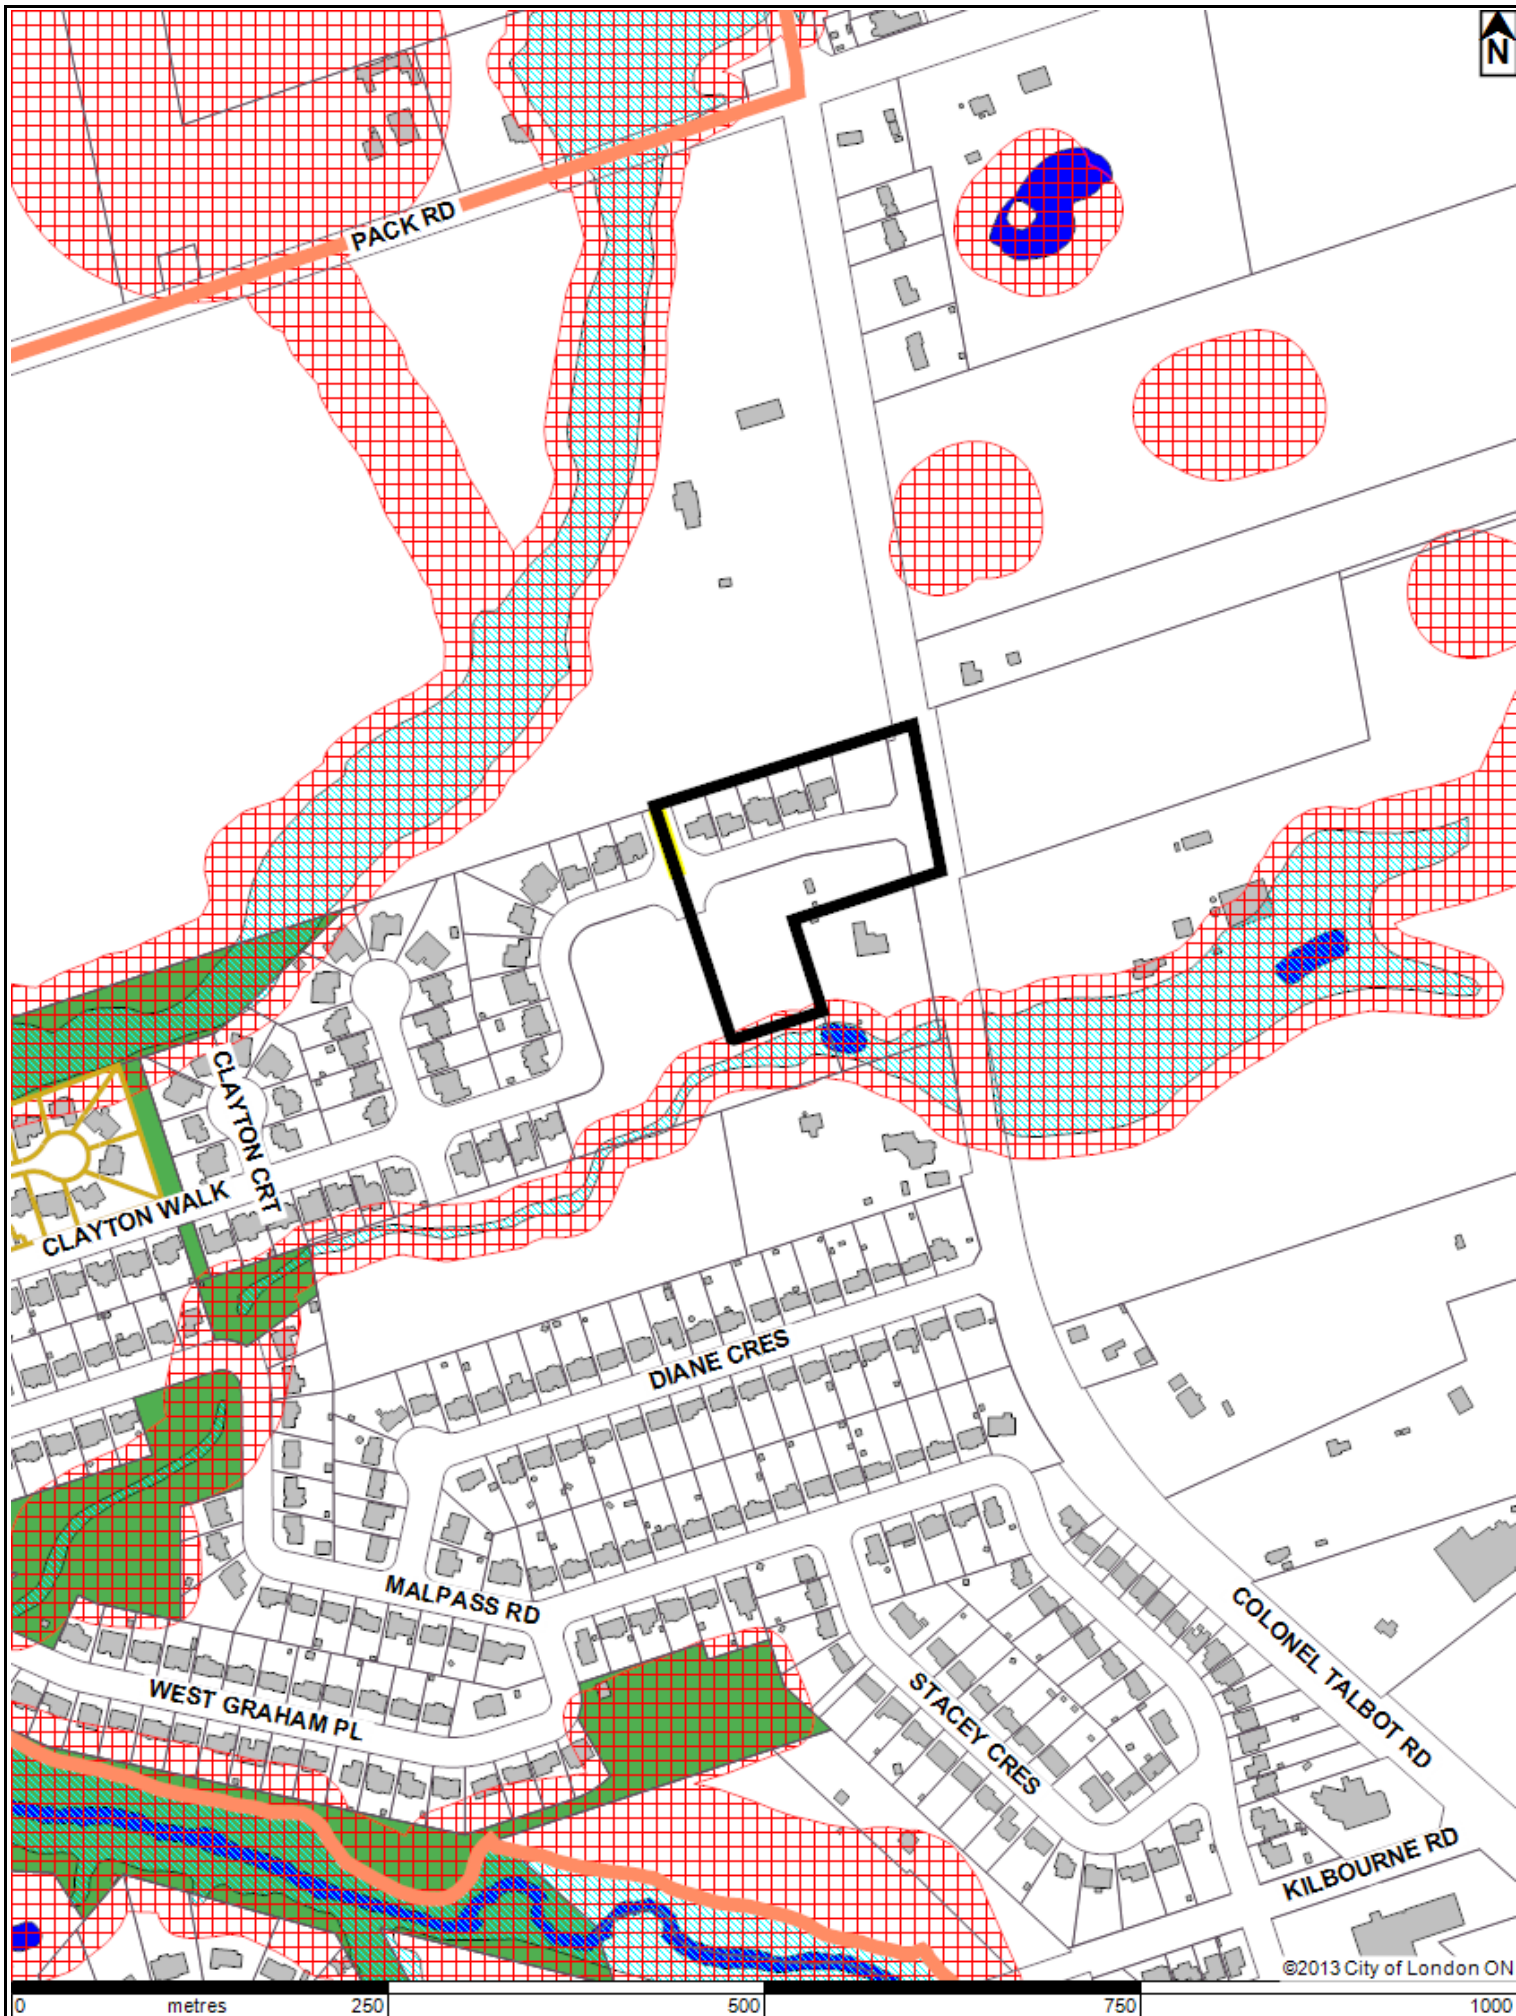 N
PACK RD
CLAYTON CRT
CLAYTON WALK
DIANE CRES
MALPASS RD
WEST GRAHAM PL
STACEY CRES
COLONEL TALBOT RD
KILBOURNE RD
©2013 City of London ON
0 metres 250 500 750 1000